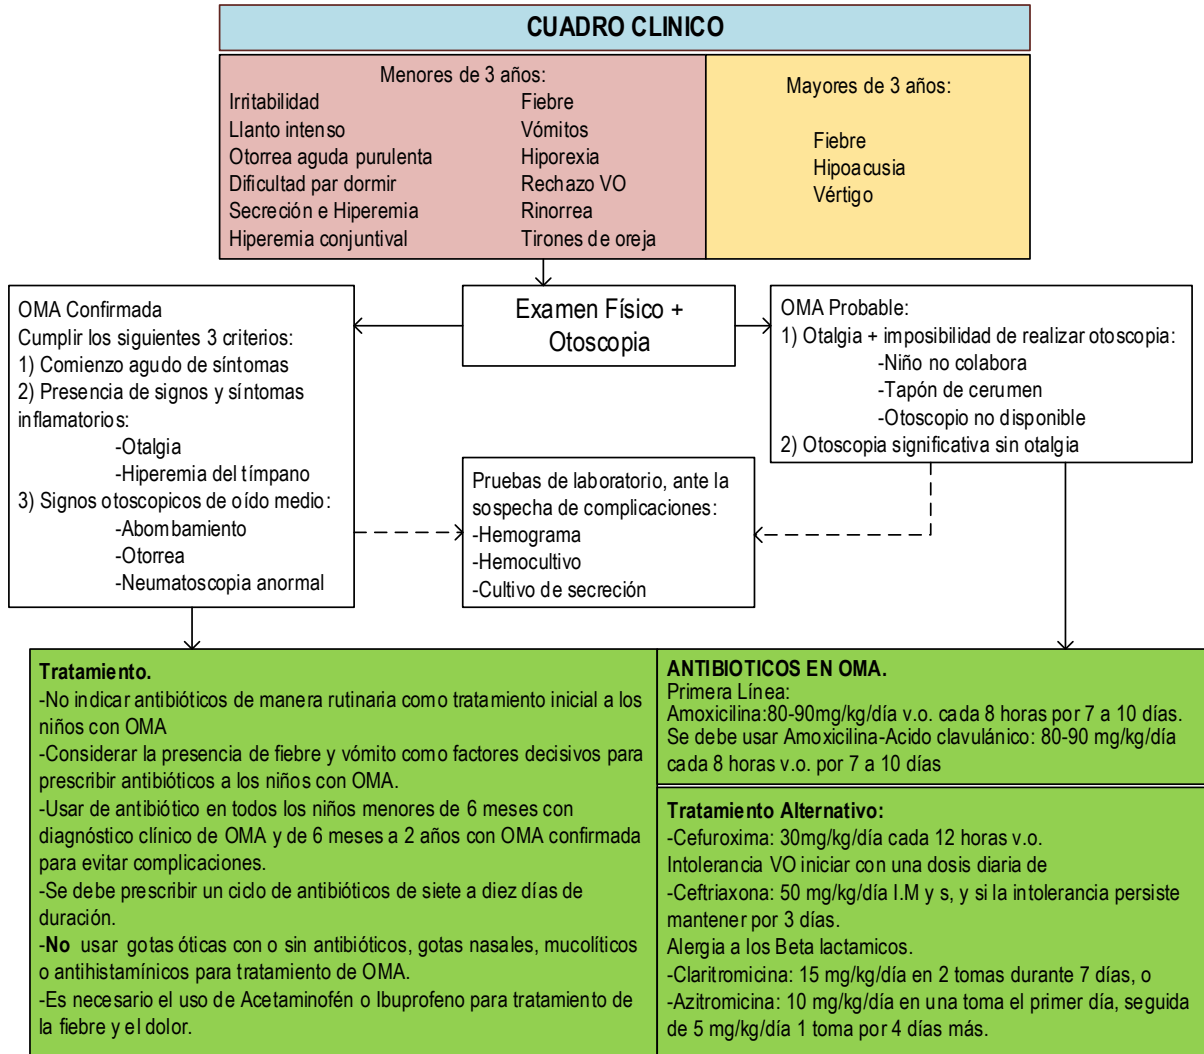 CUADRO CLINICO
Menores de 3 años:
Irritabilidad
Llanto intenso
Otorrea aguda purulenta
Dificultad par dormir
Secreción e Hiperemia
Hiperemia conjuntival
Fiebre
Vómitos
Hiporexia
Rechazo VO
Rinorrea
Tirones de oreja
Mayores de 3 años:
Fiebre
Hipoacusia
Vértigo
Examen Físico +
Otoscopia
OMA Confirmada
Cumplir los siguientes 3 criterios:
1) Comienzo agudo de síntomas
2) Presencia de signos y síntomas
inflamatorios:
-Otalgia
-Hiperemia del tímpano
3) Signos otoscopicos de oído medio:
-Abombamiento
-Otorrea
-Neumatoscopia anormal
OMA Probable:
1) Otalgia + imposibilidad de realizar otoscopia:
-Niño no colabora
-Tapón de cerumen
-Otoscopio no disponible
2) Otoscopia significativa sin otalgia
Pruebas de laboratorio, ante la
sospecha de complicaciones:
-Hemograma
-Hemocultivo
-Cultivo de secreción
Tratamiento.
-No indicar antibióticos de manera rutinaria como tratamiento inicial a los
niños con OMA
-Considerar la presencia de fiebre y vómito como factores decisivos para
prescribir antibióticos a los niños con OMA.
-Usar de antibiótico en todos los niños menores de 6 meses con
diagnóstico clínico de OMA y de 6 meses a 2 años con OMA confirmada
para evitar complicaciones.
-Se debe prescribir un ciclo de antibióticos de siete a diez días de
duración.
-No usar gotas óticas con o sin antibióticos, gotas nasales, mucolíticos
o antihistamínicos para tratamiento de OMA.
-Es necesario el uso de Acetaminofén o Ibuprofeno para tratamiento de
la fiebre y el dolor.
ANTIBIOTICOS EN OMA.
Primera Línea:
Amoxicilina:80-90mg/kg/día v.o. cada 8 horas por 7 a 10 días.
Se debe usar Amoxicilina-Acido clavulánico: 80-90 mg/kg/día
cada 8 horas v.o. por 7 a 10 días
Tratamiento Alternativo:
-Cefuroxima: 30mg/kg/día cada 12 horas v.o.
Intolerancia VO iniciar con una dosis diaria de
-Ceftriaxona: 50 mg/kg/día I.M y s, y si la intolerancia persiste
mantener por 3 días.
Alergia a los Beta lactamicos.
-Claritromicina: 15 mg/kg/día en 2 tomas durante 7 días, o
-Azitromicina: 10 mg/kg/día en una toma el primer día, seguida
de 5 mg/kg/día 1 toma por 4 días más.